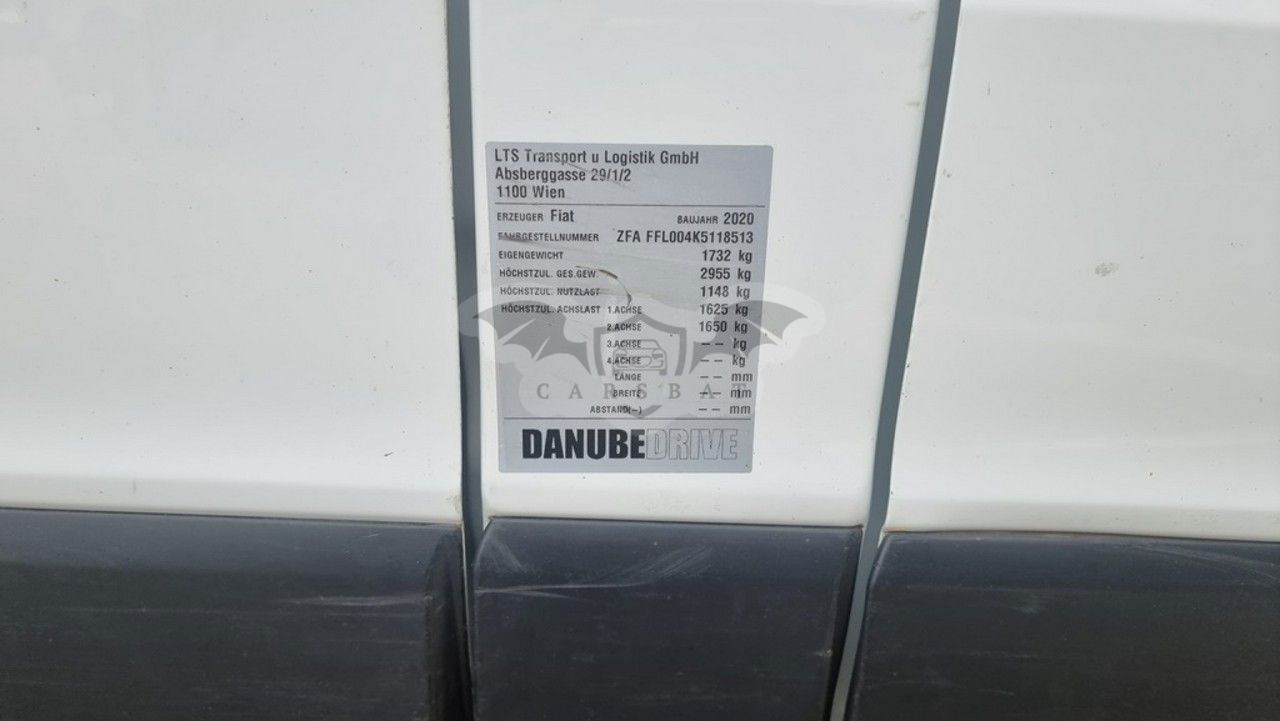 LTS Transport u Logistik GmbH
Absberggasse 29/1/2
1100 Wien
ERZEUGER Fiat BAUJAHR 2020
FAHRGESTELLNUMMER ZFA FFL004K5118513
EIGENGEWICHT 1732 kg
HÖCHSTZUL. GES.GEW. 2955 kg
HÖCHSTZUL. NUTZLAST 1148 kg
HÖCHSTZUL. ACHSLAST 1.ACHSE 1625 kg
2.ACHSE 1650 kg
3.ACHSE -- kg
4.ACHSE -- kg
LÄNGE -- mm
BREITE -- mm
ABSTAND(-) -- mm
DANUBEDRIVE
CARSBAT